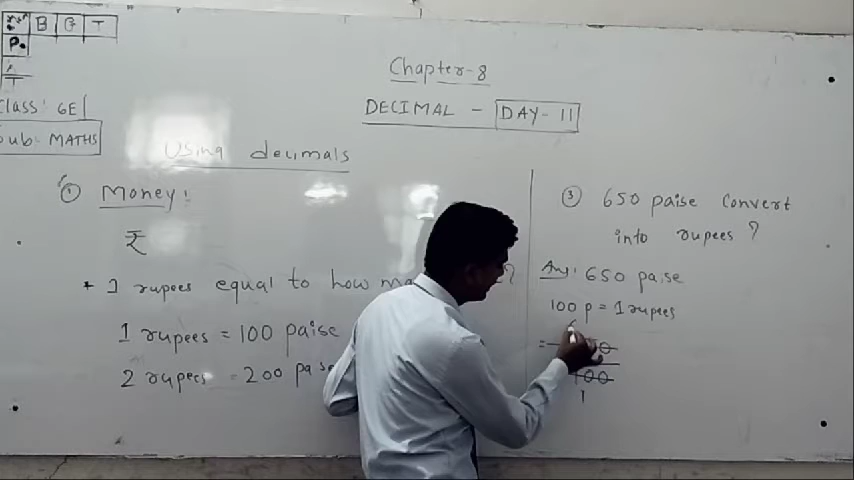 B G T
P.
T
Class: 6E
Sub: MATHS
Chapter-8
DECIMAL - DAY-11
Using decimals
① Money:
₹
1 rupees equal to how ?
1 rupees = 100 paise
2 rupees = 200 paise
③ 650 paise convert
into rupees ?
Ans: 650 paise
100 p = 1 rupees
=
100
1